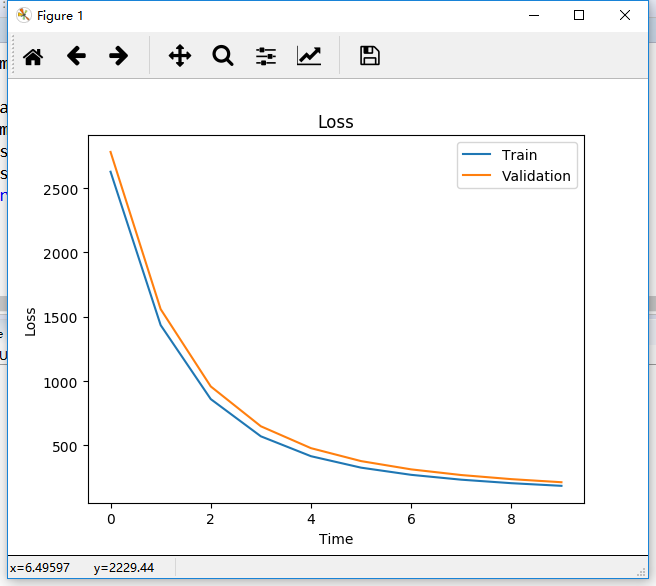 Figure 1
Loss
Train
Validation
2500
2000
1500
1000
500
Loss
0 2 4 6 8
Time
x=6.49597 y=2229.44